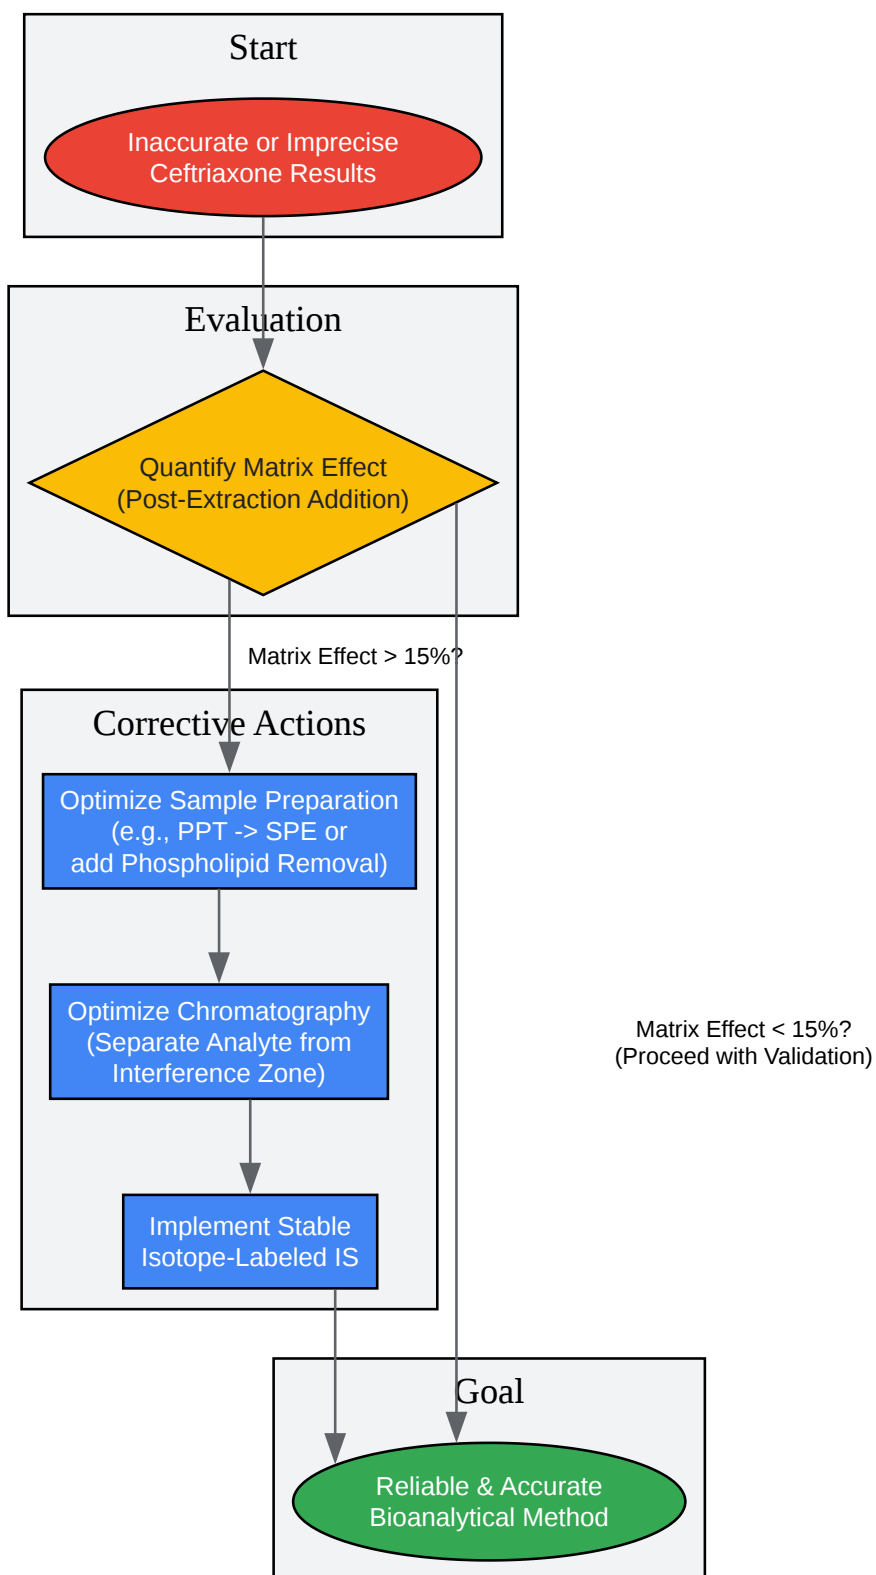 Start
Inaccurate or Imprecise
Ceftriaxone Results
Evaluation
Quantify Matrix Effect
(Post-Extraction Addition)
Matrix Effect > 15%?
Corrective Actions
Optimize Sample Preparation
(e.g., PPT -> SPE or
add Phospholipid Removal)
Optimize Chromatography
(Separate Analyte from
Interference Zone)
Matrix Effect < 15%?
(Proceed with Validation)
Implement Stable
Isotope-Labeled IS
Goal
Reliable & Accurate
Bioanalytical Method